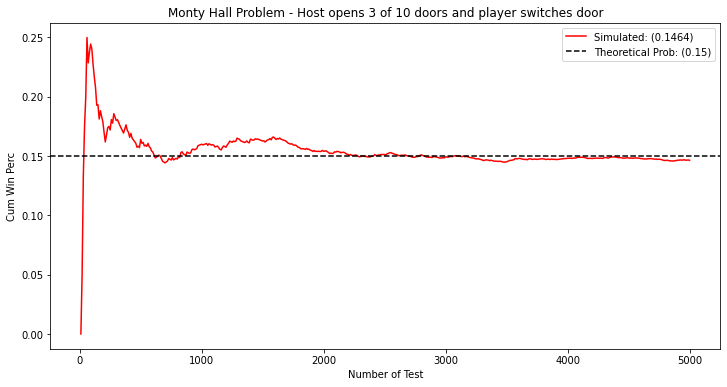 Monty Hall Problem - Host opens 3 of 10 doors and player switches door
Simulated: (0.1464)
Theoretical Prob: (0.15)
Cum Win Perc
0.25
0.20
0.15
0.10
0.05
0.00
0
1000
2000
3000
4000
5000
Number of Test